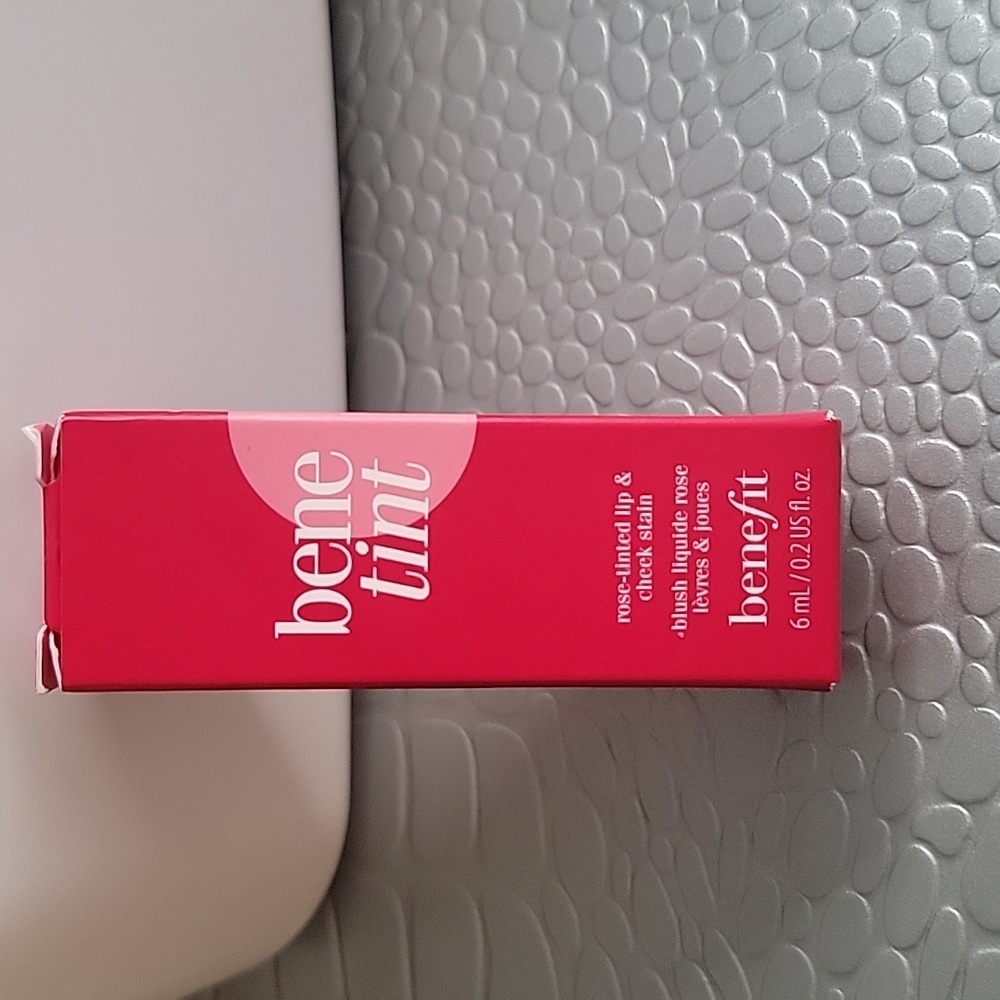 bene
tint
rose-tinted lip &
cheek stain
blush liquide rose
lèvres & joues
benefit
6 mL / 0.2 US fl. oz.